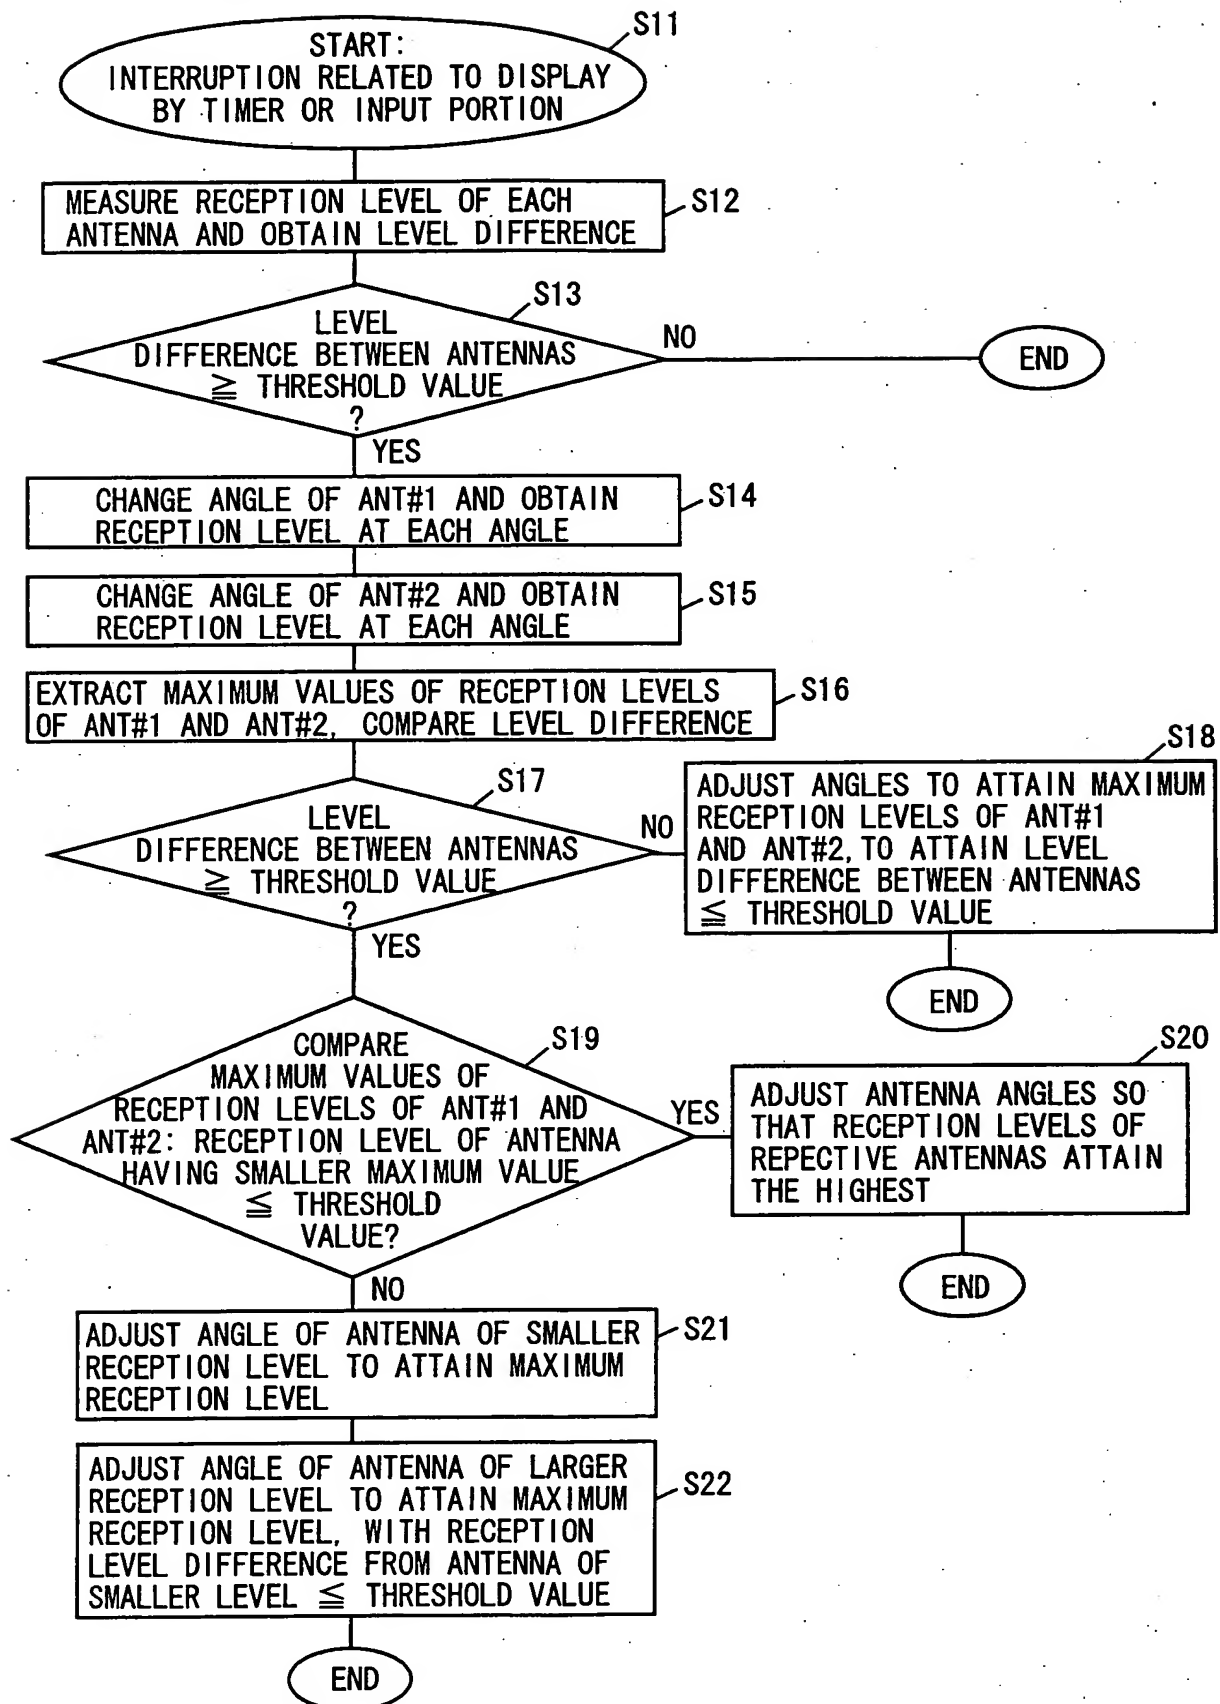 S11
START:
INTERRUPTION RELATED TO DISPLAY
BY TIMER OR INPUT PORTION
MEASURE RECEPTION LEVEL OF EACH
ANTENNA AND OBTAIN LEVEL DIFFERENCE
S12
S13
LEVEL
DIFFERENCE BETWEEN ANTENNAS
≧ THRESHOLD VALUE
?
NO
END
YES
CHANGE ANGLE OF ANT#1 AND OBTAIN
RECEPTION LEVEL AT EACH ANGLE
S14
CHANGE ANGLE OF ANT#2 AND OBTAIN
RECEPTION LEVEL AT EACH ANGLE
S15
EXTRACT MAXIMUM VALUES OF RECEPTION LEVELS
OF ANT#1 AND ANT#2, COMPARE LEVEL DIFFERENCE
S16
S17
LEVEL
DIFFERENCE BETWEEN ANTENNAS
≧ THRESHOLD VALUE
?
NO
S18
ADJUST ANGLES TO ATTAIN MAXIMUM
RECEPTION LEVELS OF ANT#1
AND ANT#2, TO ATTAIN LEVEL
DIFFERENCE BETWEEN ANTENNAS
≦ THRESHOLD VALUE
END
YES
S19
COMPARE
MAXIMUM VALUES OF
RECEPTION LEVELS OF ANT#1 AND
ANT#2: RECEPTION LEVEL OF ANTENNA
HAVING SMALLER MAXIMUM VALUE
≦ THRESHOLD
VALUE?
YES
S20
ADJUST ANTENNA ANGLES SO
THAT RECEPTION LEVELS OF
REPECTIVE ANTENNAS ATTAIN
THE HIGHEST
END
NO
ADJUST ANGLE OF ANTENNA OF SMALLER
RECEPTION LEVEL TO ATTAIN MAXIMUM
RECEPTION LEVEL
S21
ADJUST ANGLE OF ANTENNA OF LARGER
RECEPTION LEVEL TO ATTAIN MAXIMUM
RECEPTION LEVEL, WITH RECEPTION
LEVEL DIFFERENCE FROM ANTENNA OF
SMALLER LEVEL ≦ THRESHOLD VALUE
S22
END